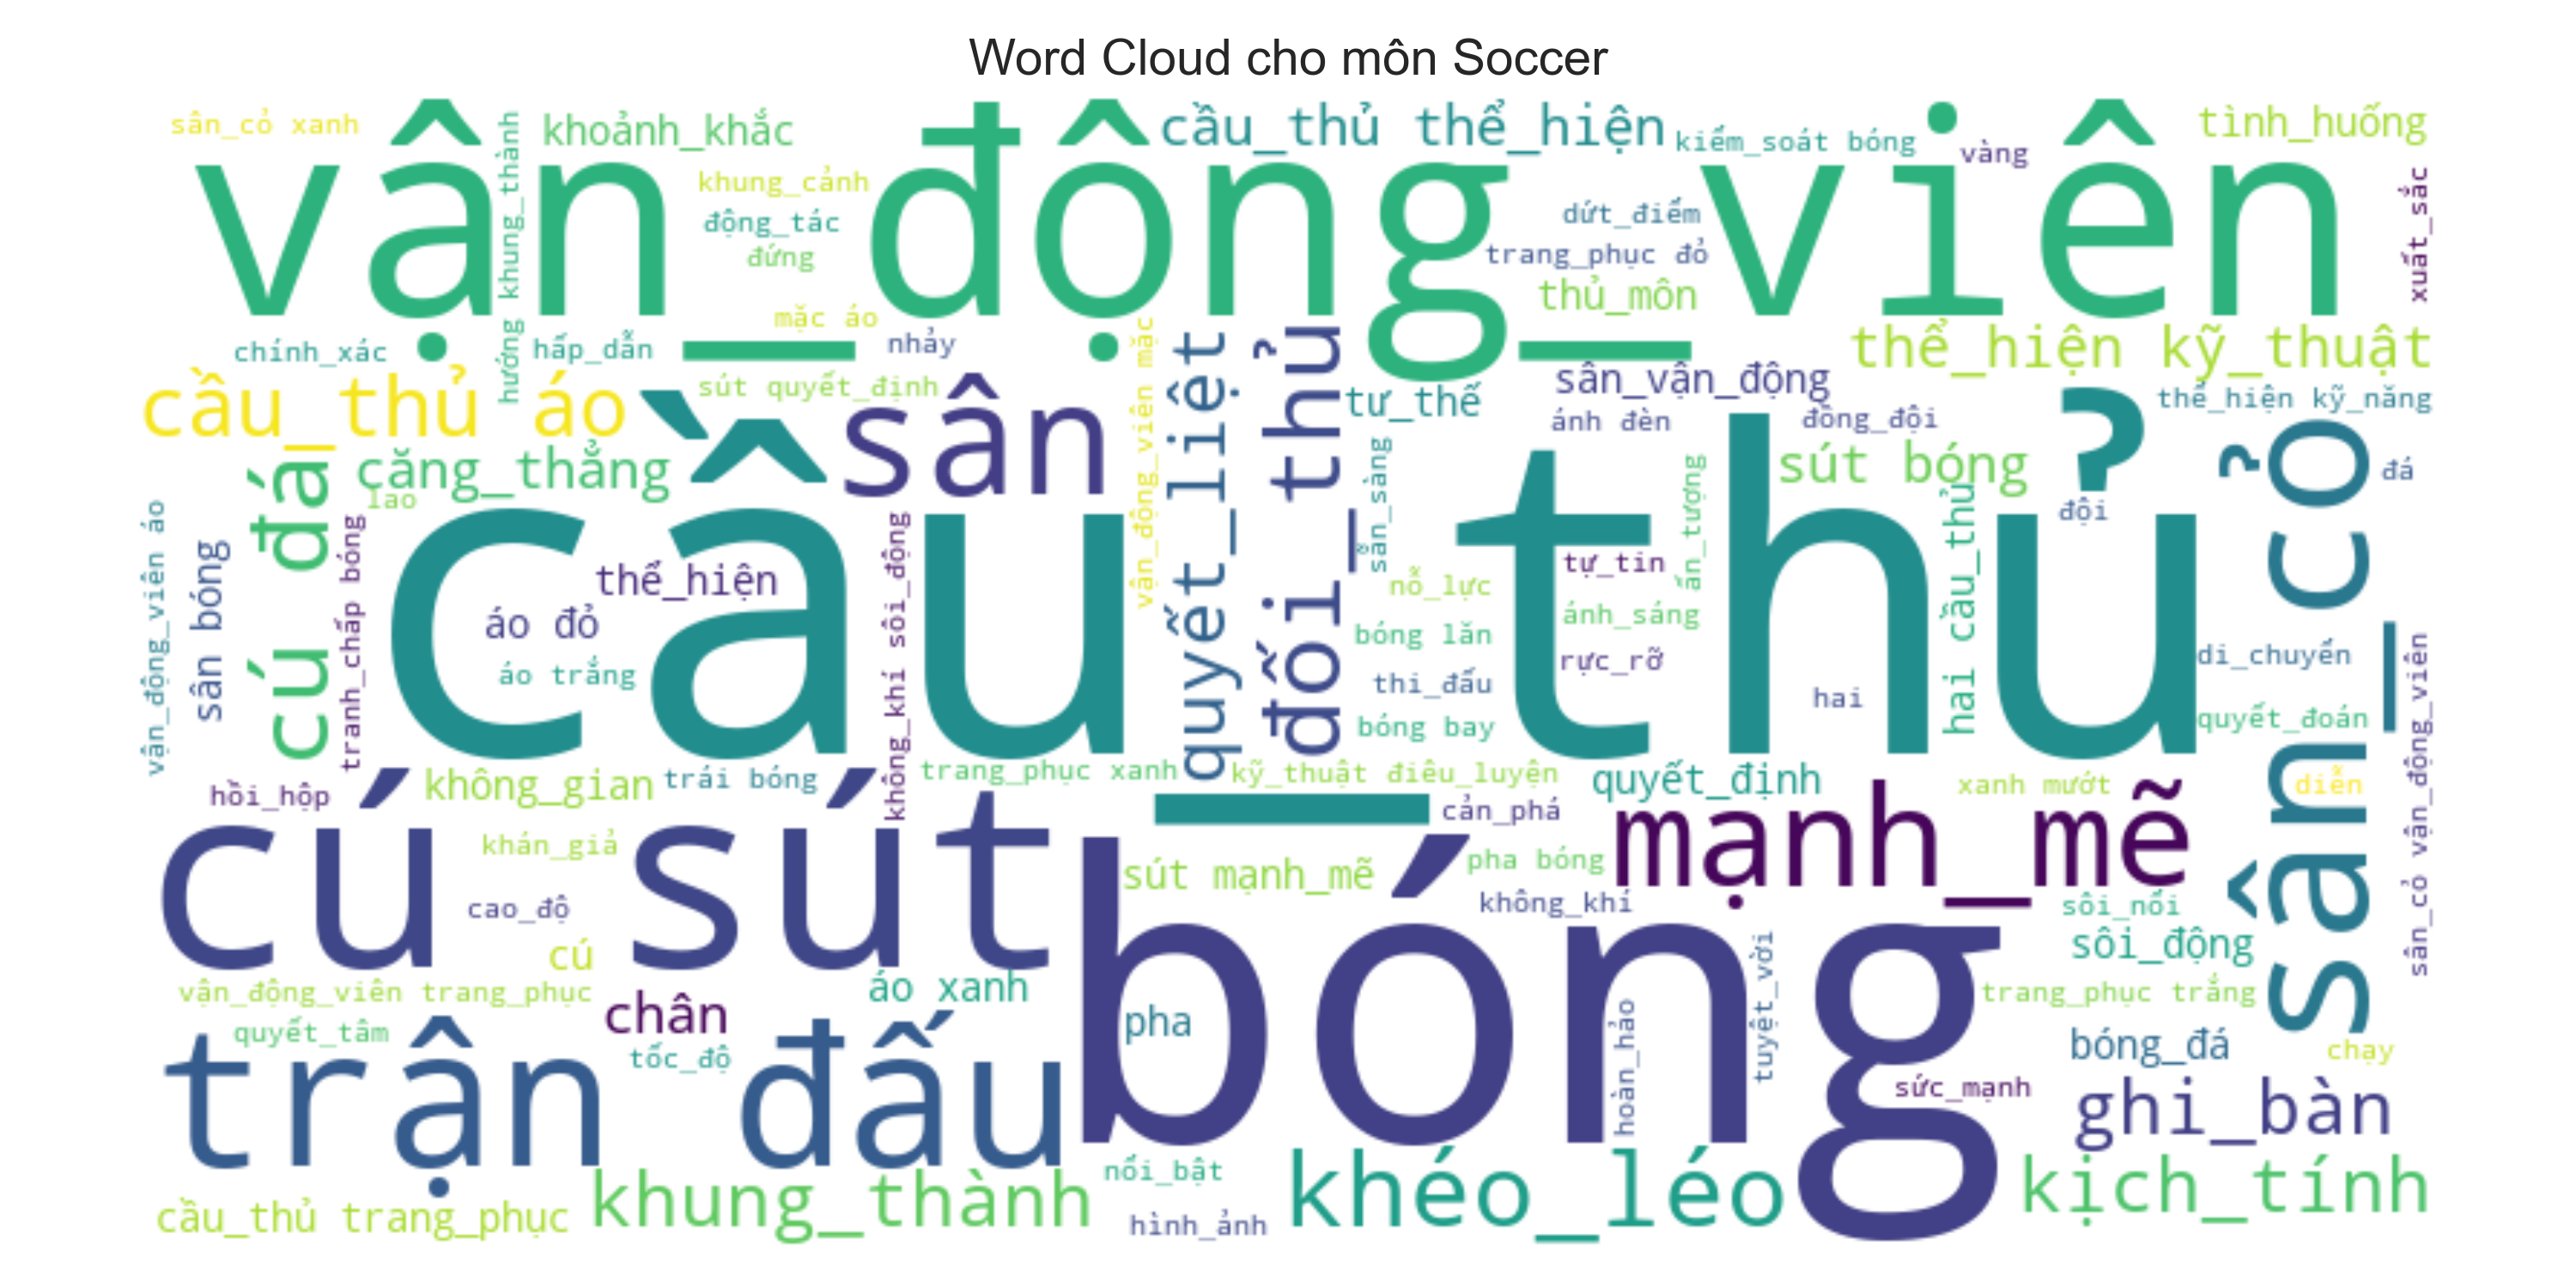 Word Cloud cho môn Soccer
sân_cỏ xanh
khoảnh_khắc
cầu_thủ thể_hiện
kiểm_soát bóng
vàng
tình_huống
vận_động_viên
hướng khung_thành
khung_cảnh
động_tác
đứng
dứt_điểm
trang_phục đỏ
thủ_môn
xuất_sắc
mặc áo
chính_xác
hấp_dẫn
nhảy
thể_hiện kỹ_thuật
cầu_thủ áo
sút quyết_định
sân
vận_động_viên mặc
quyết_liệt
đối_thủ
tư_thế
sân_vận_động
ánh đèn
đồng_đội
thể_hiện kỹ_năng
căng_thẳng
lao
cú đá
sẵn_sàng
ấn_tượng
sút bóng
đá
đội
sân_cỏ
cầu_thủ
vận_động_viên áo
sân bóng
tranh_chấp bóng
thể_hiện
áo đỏ
áo trắng
không_khí sôi_động
nỗ_lực
bóng lăn
thi_đấu
bóng bay
tự_tin
ánh_sáng
rực_rỡ
hai
hai cầu_thủ
di_chuyển
quyết_đoán
sân_cỏ vận_động_viên
hồi_hộp
không_gian
trái bóng
trang_phục xanh
kỹ_thuật điêu_luyện
quyết_định
xanh mướt
diễn
cú sút
khán_giả
cao_độ
cú
sút mạnh_mẽ
cản_phá
pha bóng
không_khí
mạnh_mẽ
sôi_nổi
sôi_động
bóng
vận_động_viên trang_phục
chân
áo xanh
pha
tuyệt_vời
hoàn_hảo
trang_phục trắng
quyết_tâm
tốc_độ
bóng_đá
chạy
trận đấu
sức_mạnh
ghi_bàn
cầu_thủ trang_phục
khung_thành
nổi_bật
hình_ảnh
khéo_léo
kịch_tính